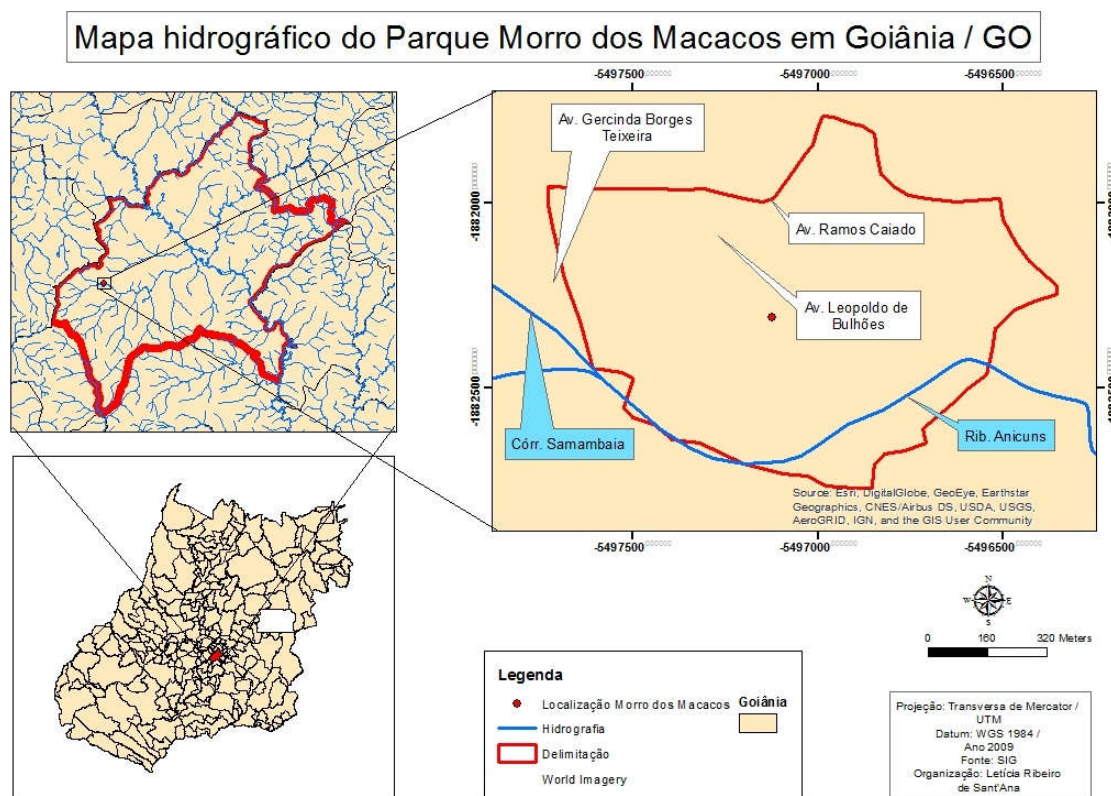 Mapa hidrográfico do Parque Morro dos Macacos em Goiânia / GO
-5497500,000000
-5497000,000000
-5496500,000000
Av. Gercinda Borges
Teixeira
-1882000
Av. Ramos Caiado
Av. Leopoldo de
Bulhões
-1882500
Córr. Samambaia
Rib. Anicuns
Source: Esri, DigitalGlobe, GeoEye, Earthstar
Geographics, CNES/Airbus DS, USDA, USGS,
AeroGRID, IGN, and the GIS User Community
-5497500
-5497000
-5496500
N
W E
S
0 160 320 Meters
Legenda
Localização Morro dos Macacos
Goiânia
Hidrografia
Delimitação
World Imagery
Projeção: Transversa de Mercator /
UTM
Datum: WGS 1984 /
Ano 2009
Fonte: SIG
Organização: Letícia Ribeiro
de Sant'Ana